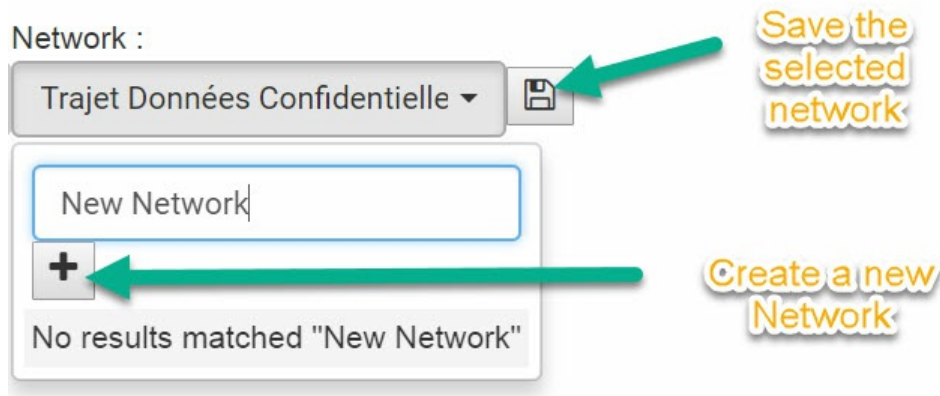 Network :
Save the
selected
network
Trajet Données Confidentielle
New Network
Create a new
Network
No results matched "New Network"